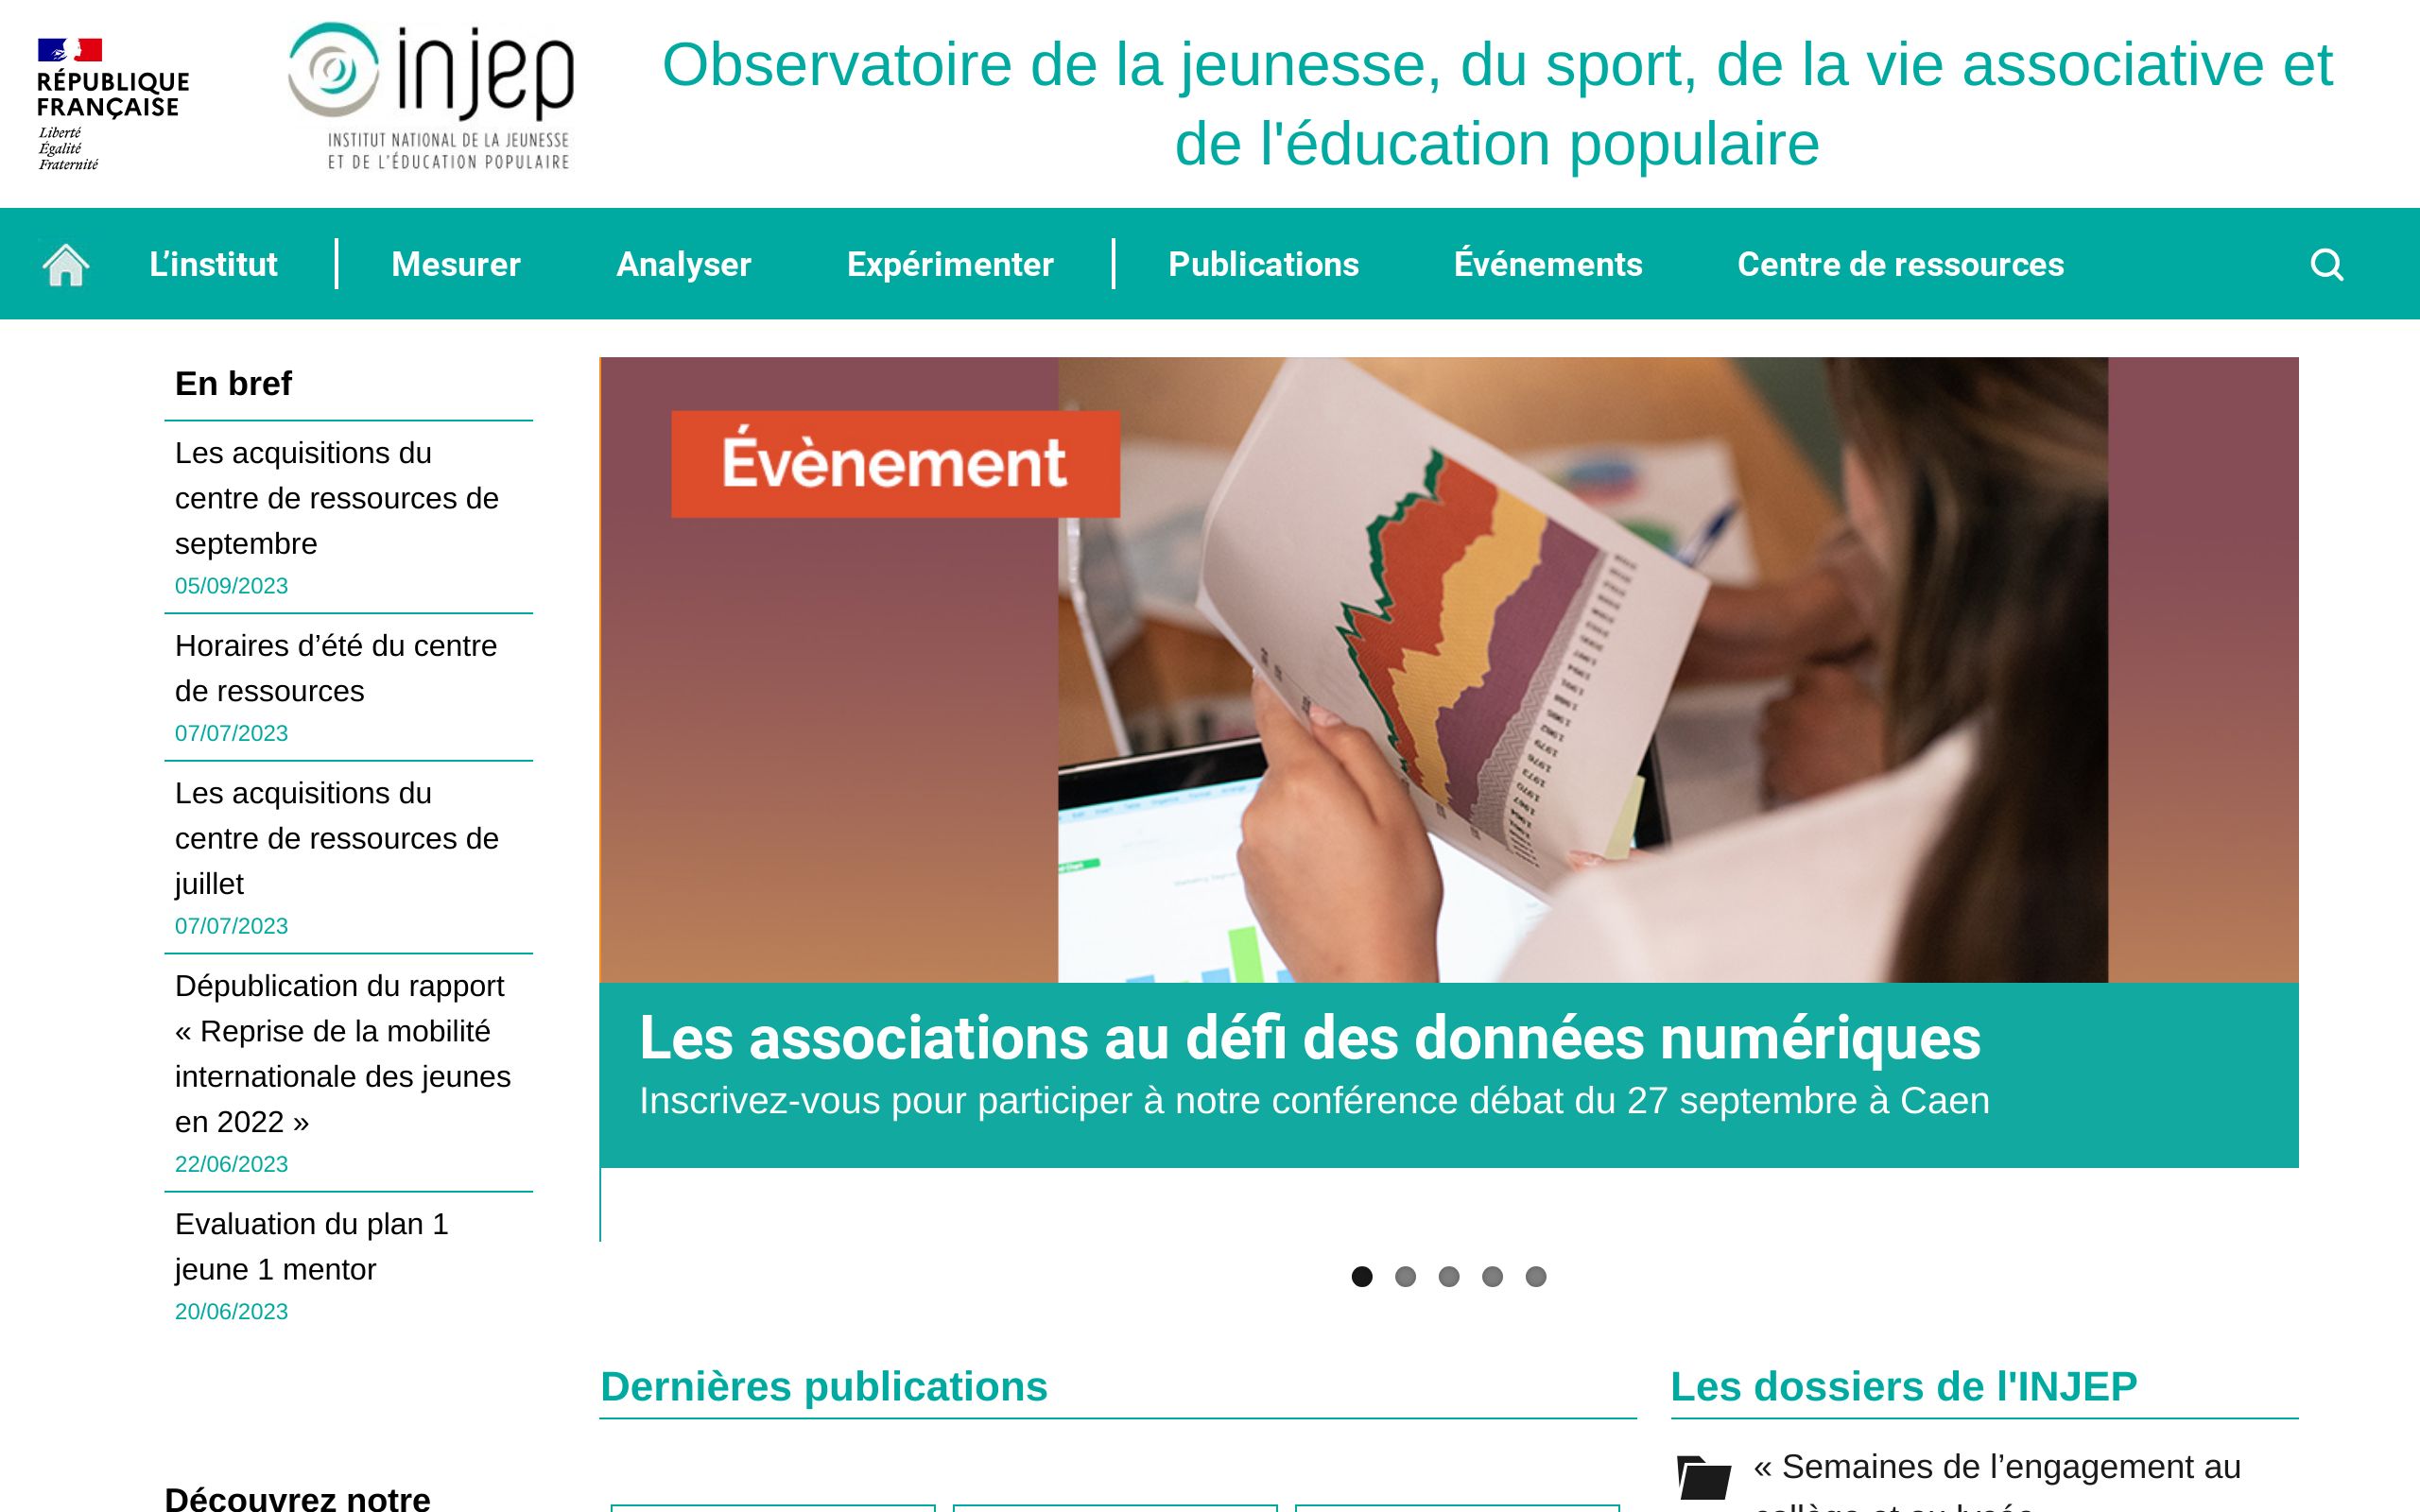 RÉPUBLIQUE
FRANÇAISE
Liberté
Égalité
Fraternité
injep
INSTITUT NATIONAL DE LA JEUNESSE
ET DE L'ÉDUCATION POPULAIRE
Observatoire de la jeunesse, du sport, de la vie associative et
de l'éducation populaire
L’institut
Mesurer
Analyser
Expérimenter
Publications
Événements
Centre de ressources
En bref
Les acquisitions du
centre de ressources de
septembre
05/09/2023
Horaires d’été du centre
de ressources
07/07/2023
Les acquisitions du
centre de ressources de
juillet
07/07/2023
Dépublication du rapport
« Reprise de la mobilité
internationale des jeunes
en 2022 »
22/06/2023
Evaluation du plan 1
jeune 1 mentor
20/06/2023
Découvrez notre
Évènement
Les associations au défi des données numériques
Inscrivez-vous pour participer à notre conférence débat du 27 septembre à Caen
Dernières publications
Les dossiers de l'INJEP
« Semaines de l’engagement au
collège et au lycée